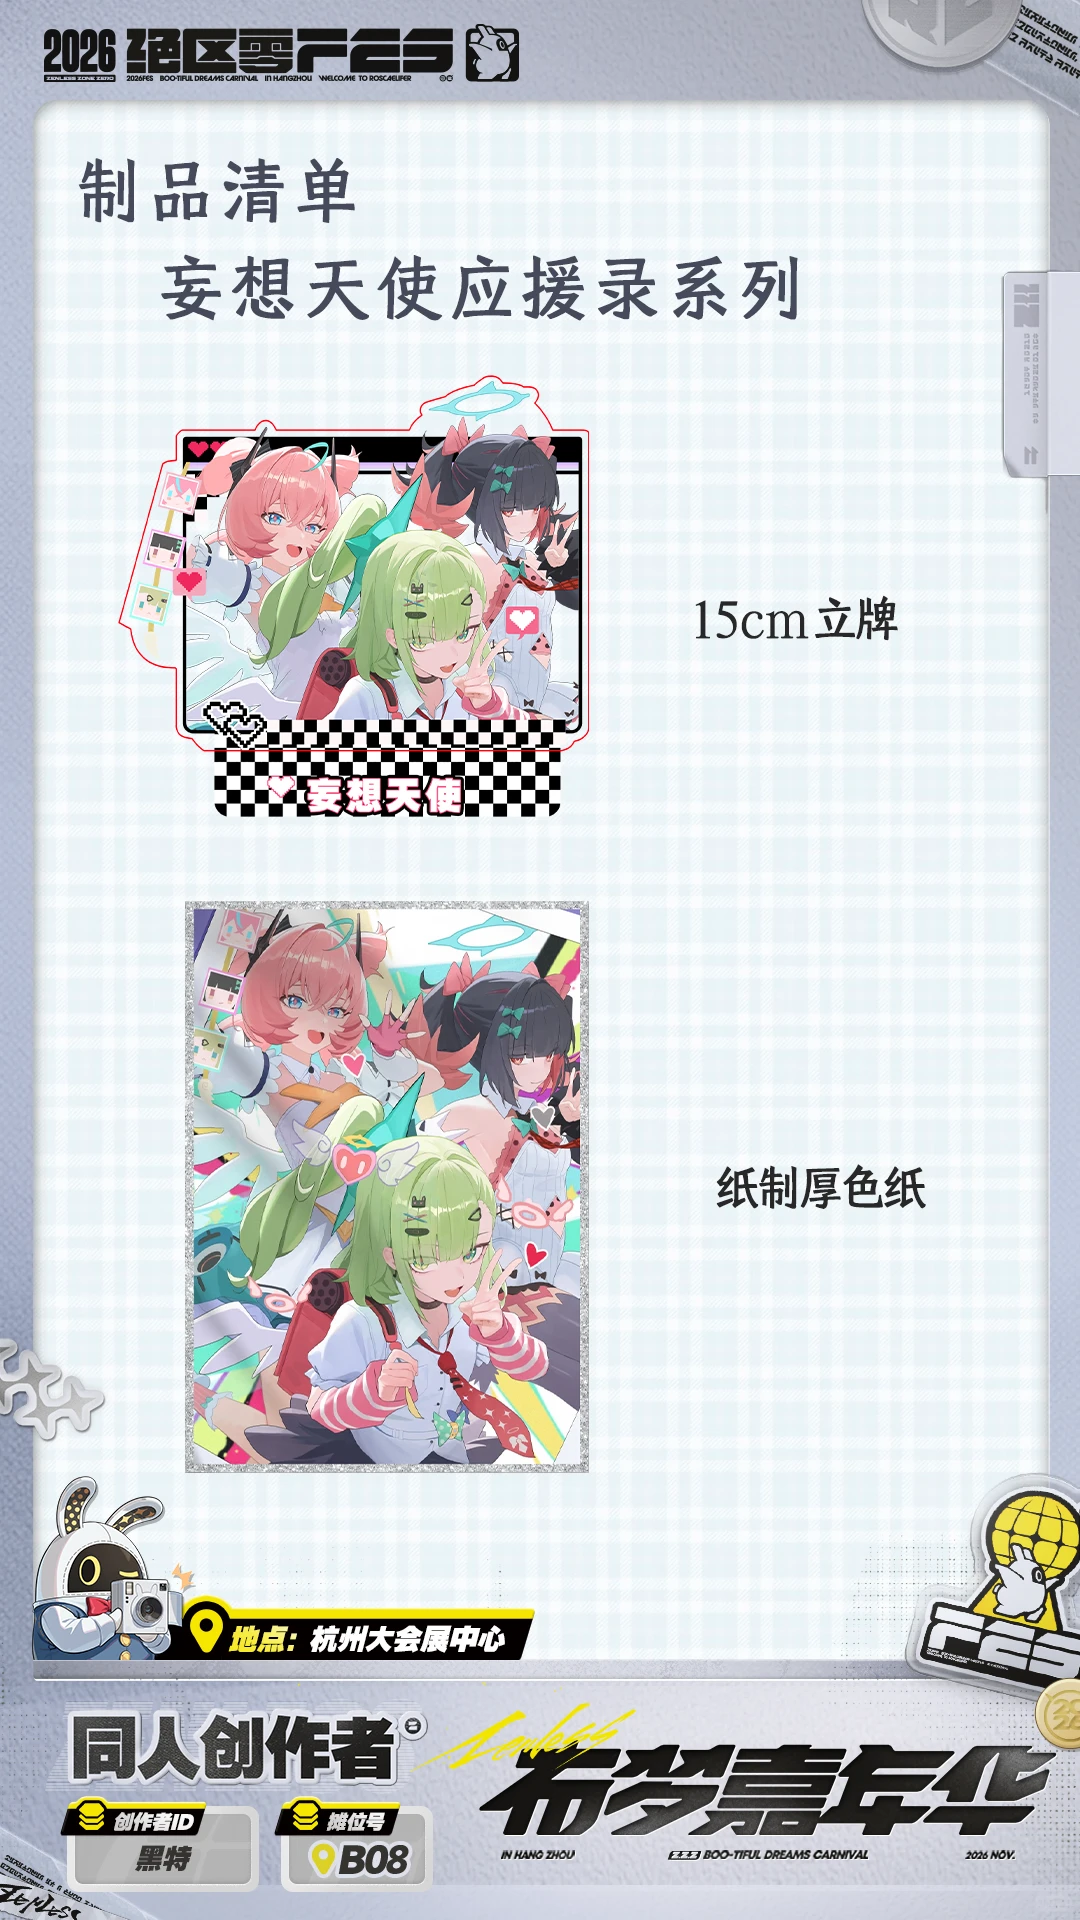 2026 绝区零FES
ZENLESS ZONE ZERO 2026FES BOO-TIFUL DREAMS CARNIVAL IN HANGZHOU WELCOME TO ROSCAELIFER
制品清单
妄想天使应援录系列
15cm立牌
妄想天使
纸制厚色纸
地点：杭州大会展中心
FES
同人创作者
Zenless
布梦嘉年华
创作者ID
黑特
摊位号
B08
IN HANG ZHOU
ZZZ BOO-TIFUL DREAMS CARNIVAL
2026 NOV.